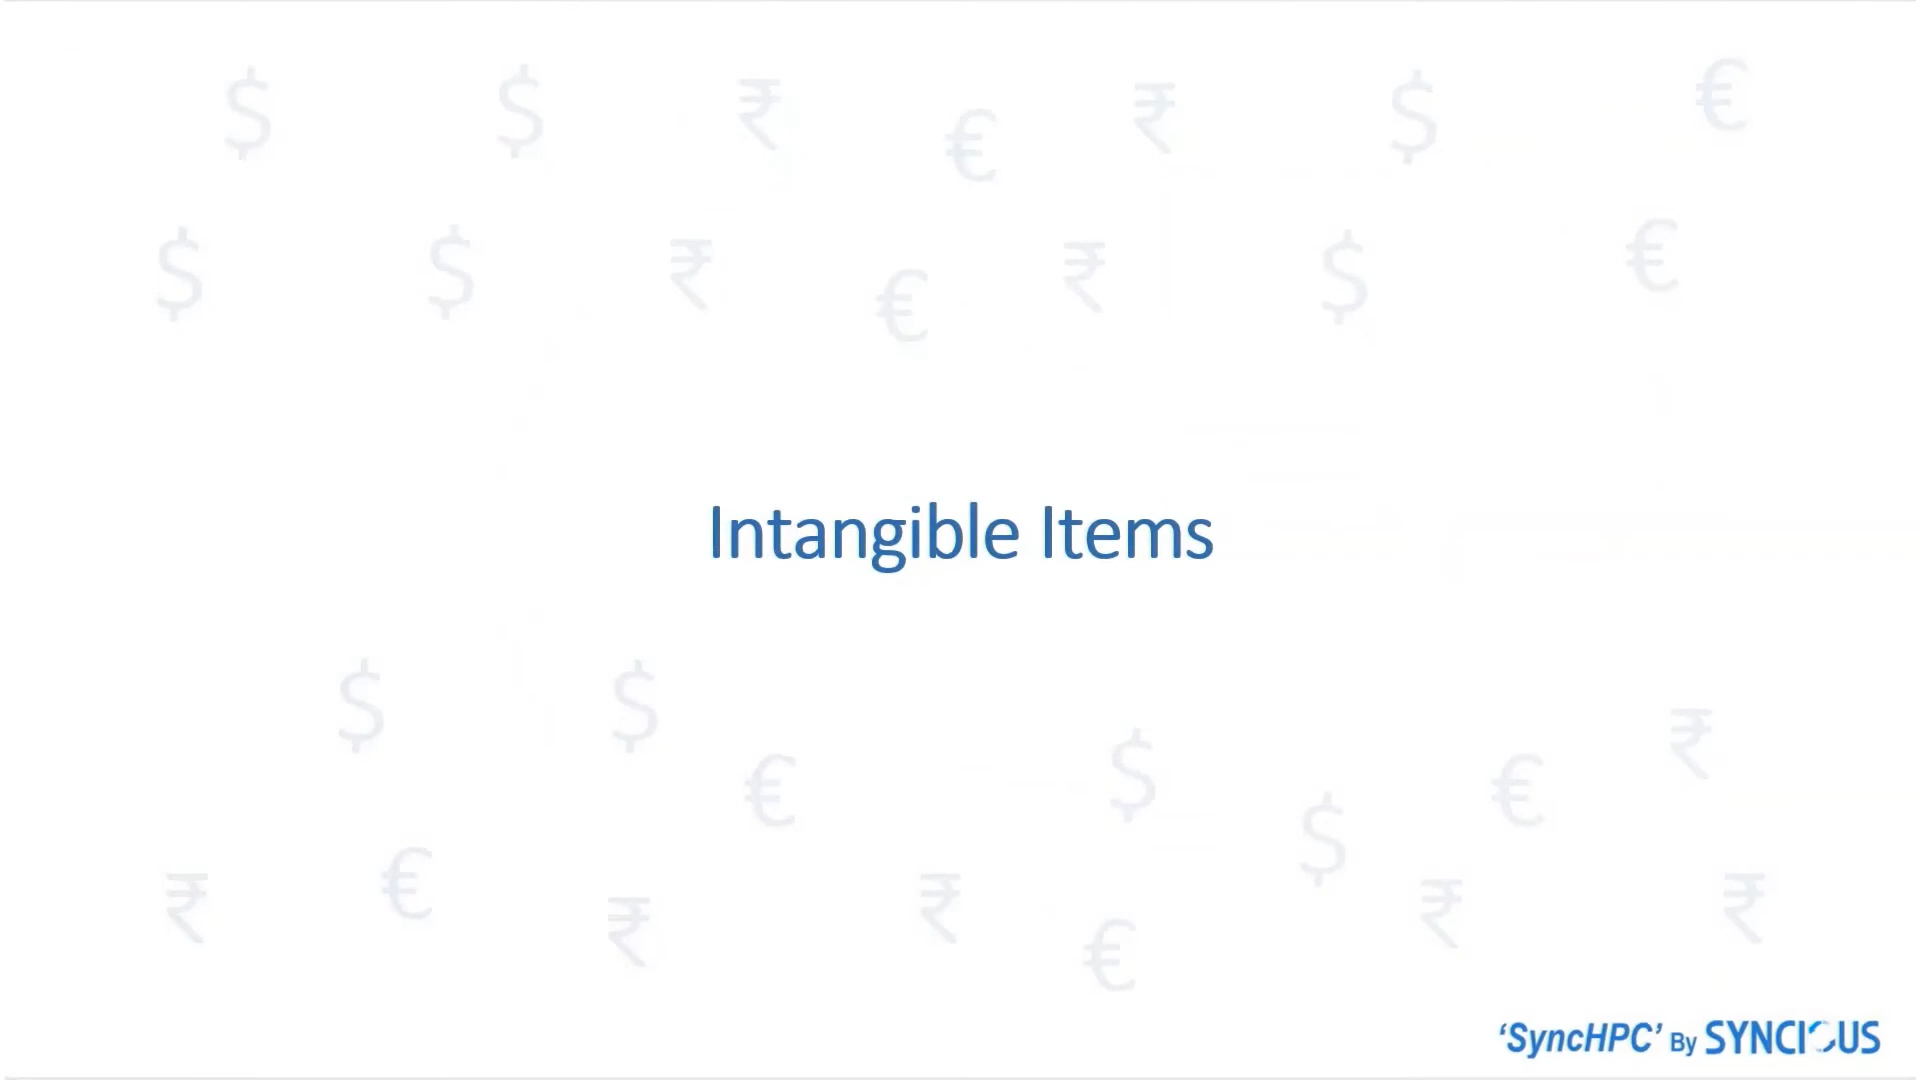 $ $ ₹ € ₹ $ €
$ $ ₹ € ₹ $ €
Intangible Items
$ $ € $ $ € ₹
₹ € ₹ ₹ € ₹ ₹
'SyncHPC' By SYNCIOUS